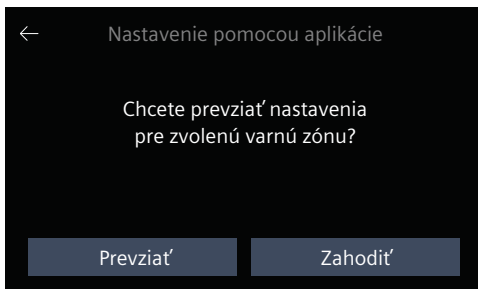 Nastavenie pomocou aplikácie
Chcete prevziať nastavenia
pre zvolenú varnú zónu?
Prevziať
Zahodiť